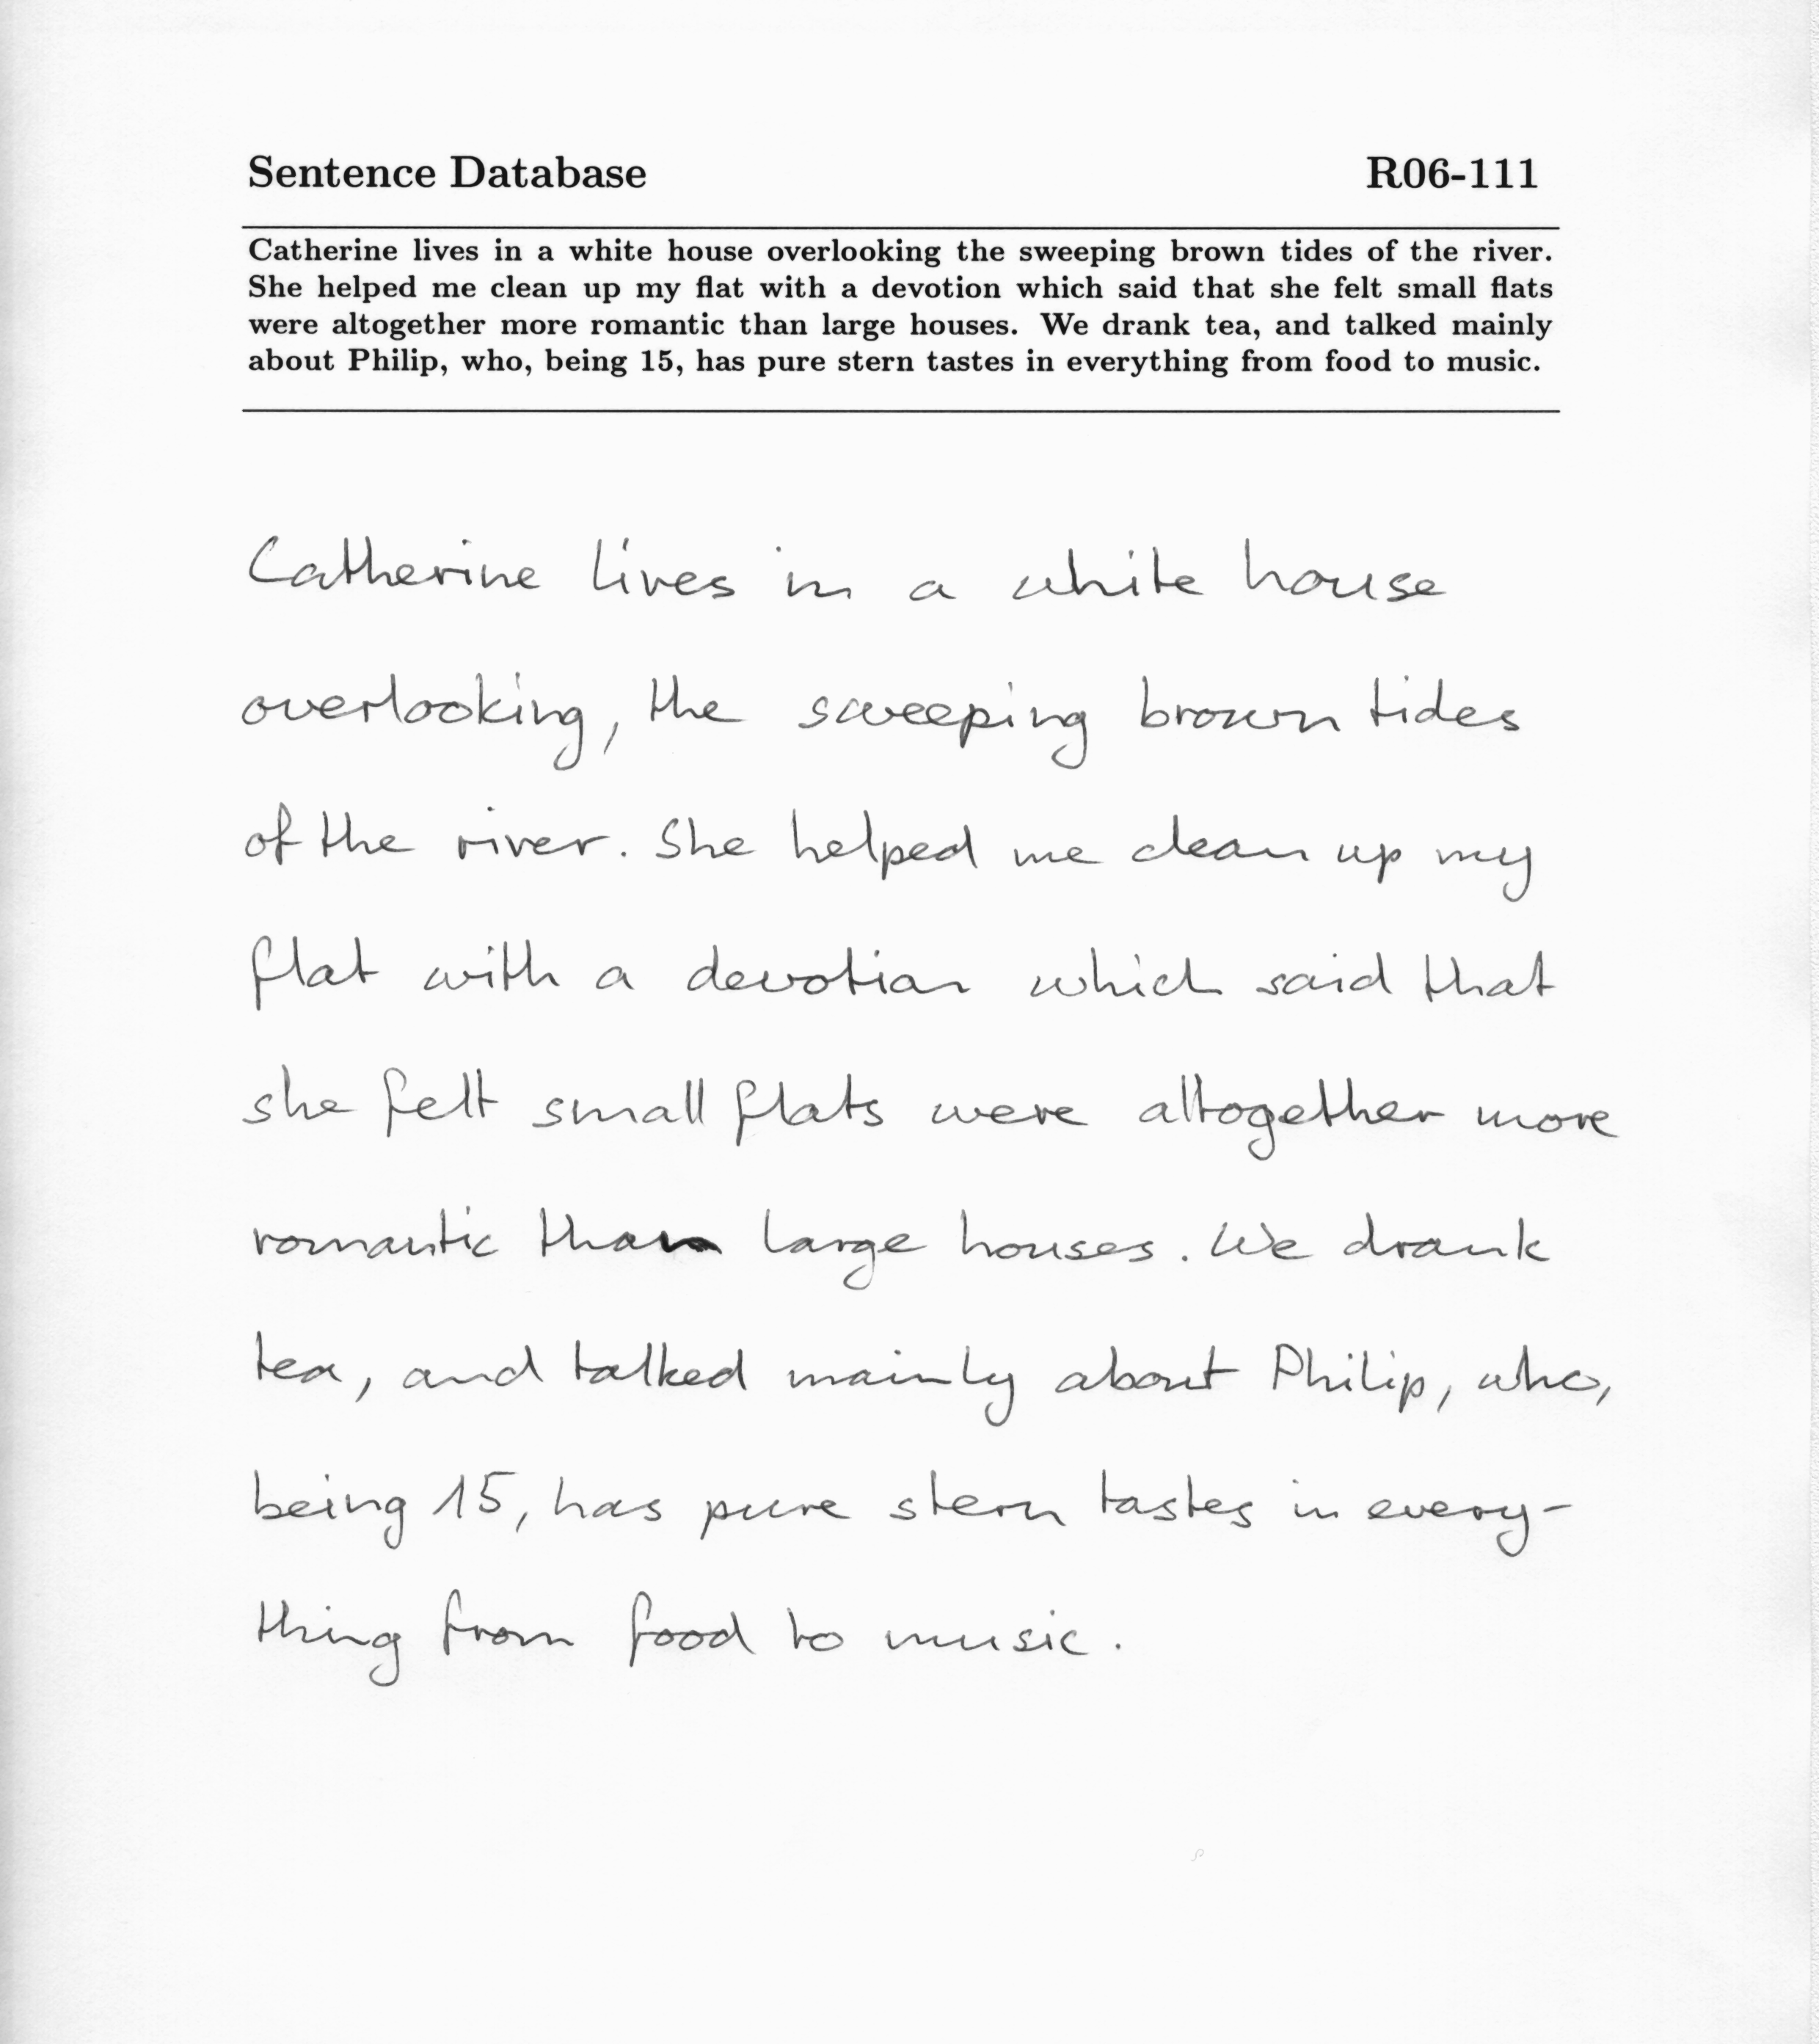 Sentence Database R06-111
Catherine lives in a white house overlooking the sweeping brown tides of the river.
She helped me clean up my flat with a devotion which said that she felt small flats
were altogether more romantic than large houses. We drank tea, and talked mainly
about Philip, who, being 15, has pure stern tastes in everything from food to music.
Catherine lives in a white house
overlooking, the sweeping brown tides
of the river. She helped me clean up my
flat with a devotion which said that
she felt small flats were altogether more
romantic than large houses. We drank
tea, and talked mainly about Philip, who,
being 15, has pure stern tastes in every-
thing from food to music.